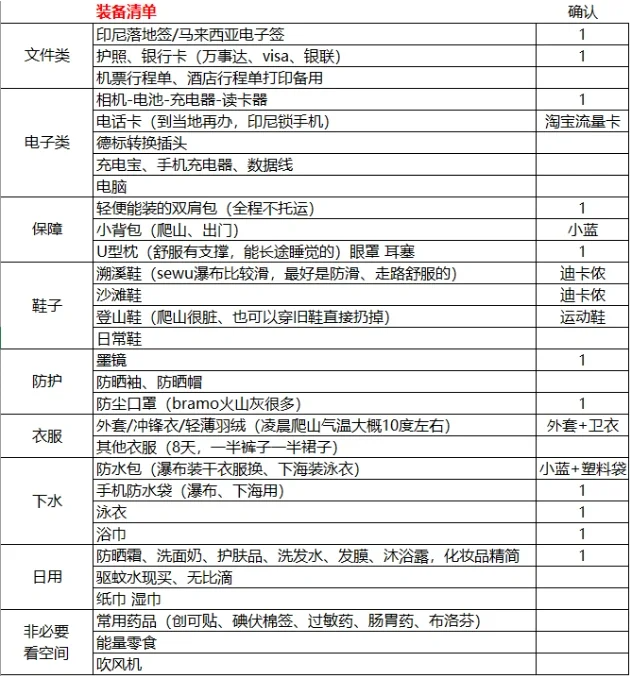 装备清单 确认
文件类 印尼落地签/马来西亚电子签 1
护照、银行卡（万事达、visa、银联） 1
机票行程单、酒店行程单打印备用
电子类 相机-电池-充电器-读卡器 1
电话卡（到当地再办，印尼锁手机） 淘宝流量卡
德标转换插头
充电宝、手机充电器、数据线
电脑
保障 轻便能装的双肩包（全程不托运） 1
小背包（爬山、出门） 小蓝
U型枕（舒服有支撑，能长途睡觉的）眼罩 耳塞 1
鞋子 溯溪鞋（sewu瀑布比较滑，最好是防滑、走路舒服的） 迪卡侬
沙滩鞋 迪卡侬
登山鞋（爬山很脏、也可以穿旧鞋直接扔掉） 运动鞋
日常鞋
防护 墨镜 1
防晒袖、防晒帽
防尘口罩（bramo火山灰很多） 1
衣服 外套/冲锋衣/轻薄羽绒（凌晨爬山气温大概10度左右） 外套+卫衣
其他衣服（8天，一半裤子一半裙子）
下水 防水包（瀑布装干衣服换、下海装泳衣） 小蓝+塑料袋
手机防水袋（瀑布、下海用） 1
泳衣 1
浴巾 1
日用 防晒霜、洗面奶、护肤品、洗发水、发膜、沐浴露，化妆品精简 1
驱蚊水现买、无比滴
纸巾 湿巾
非必要看空间 常用药品（创可贴、碘伏棉签、过敏药、肠胃药、布洛芬）
能量零食
吹风机